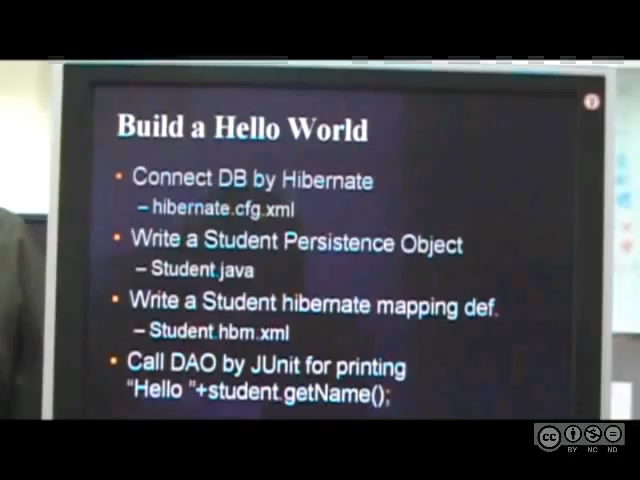 Build a Hello World
• Connect DB by Hibernate
– hibernate.cfg.xml
• Write a Student Persistence Object
– Student.java
• Write a Student hibernate mapping def.
– Student.hbm.xml
• Call DAO by JUnit for printing
“Hello ”+student.getName();
cc
BY NC ND